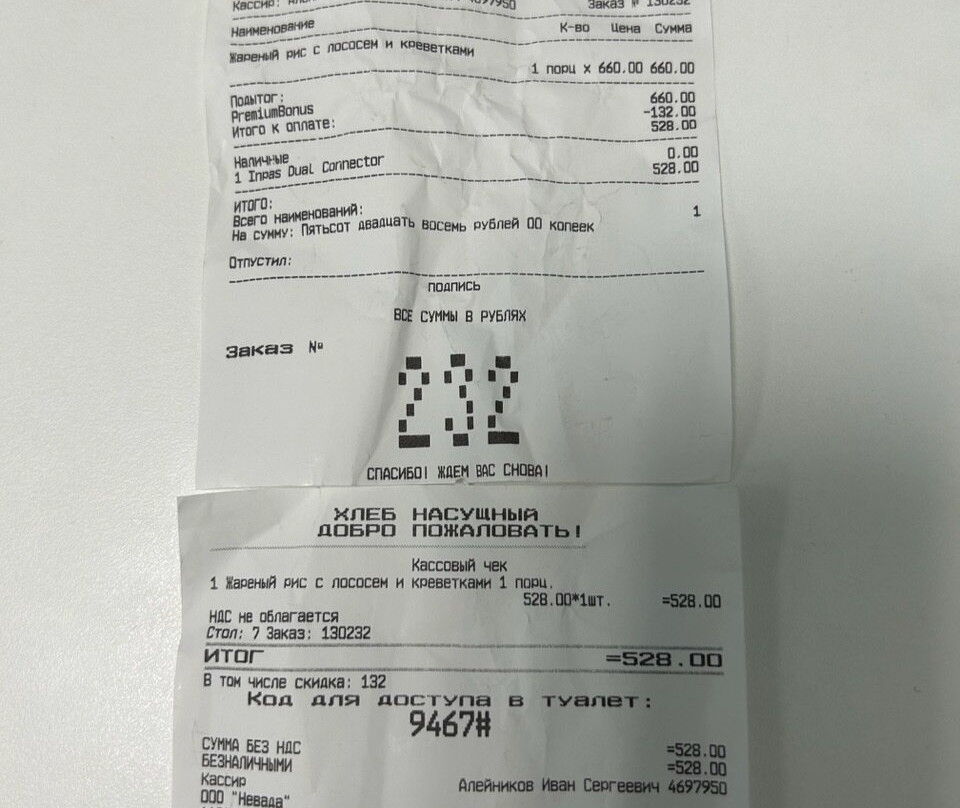 Кассир: 4697950 Заказ № 130232
Наименование К-во Цена Сумма
Жареный рис с лососем и креветками
1 порц х 660.00 660.00
Подытог: 660.00
PremiumBonus -132.00
Итого к оплате: 528.00
Наличные 0.00
1 Inpas Dual Connector 528.00
ИТОГО:
Всего наименований: 1
На сумму: Пятьсот двадцать восемь рублей 00 копеек
Отпустил:
подпись
ВСЕ СУММЫ В РУБЛЯХ
Заказ № 232
СПАСИБО! ЖДЕМ ВАС СНОВА!
ХЛЕБ НАСУЩНЫЙ
ДОБРО ПОЖАЛОВАТЬ!
Кассовый чек
1 Жареный рис с лососем и креветками 1 порц.
528.00*1шт. =528.00
НДС не облагается
Стол: 7 Заказ: 130232
ИТОГ =528.00
В том числе скидка: 132
Код для доступа в туалет:
9467#
СУММА БЕЗ НДС =528.00
БЕЗНАЛИЧНЫМИ =528.00
Кассир Алейников Иван Сергеевич 4697950
ООО "Невада"